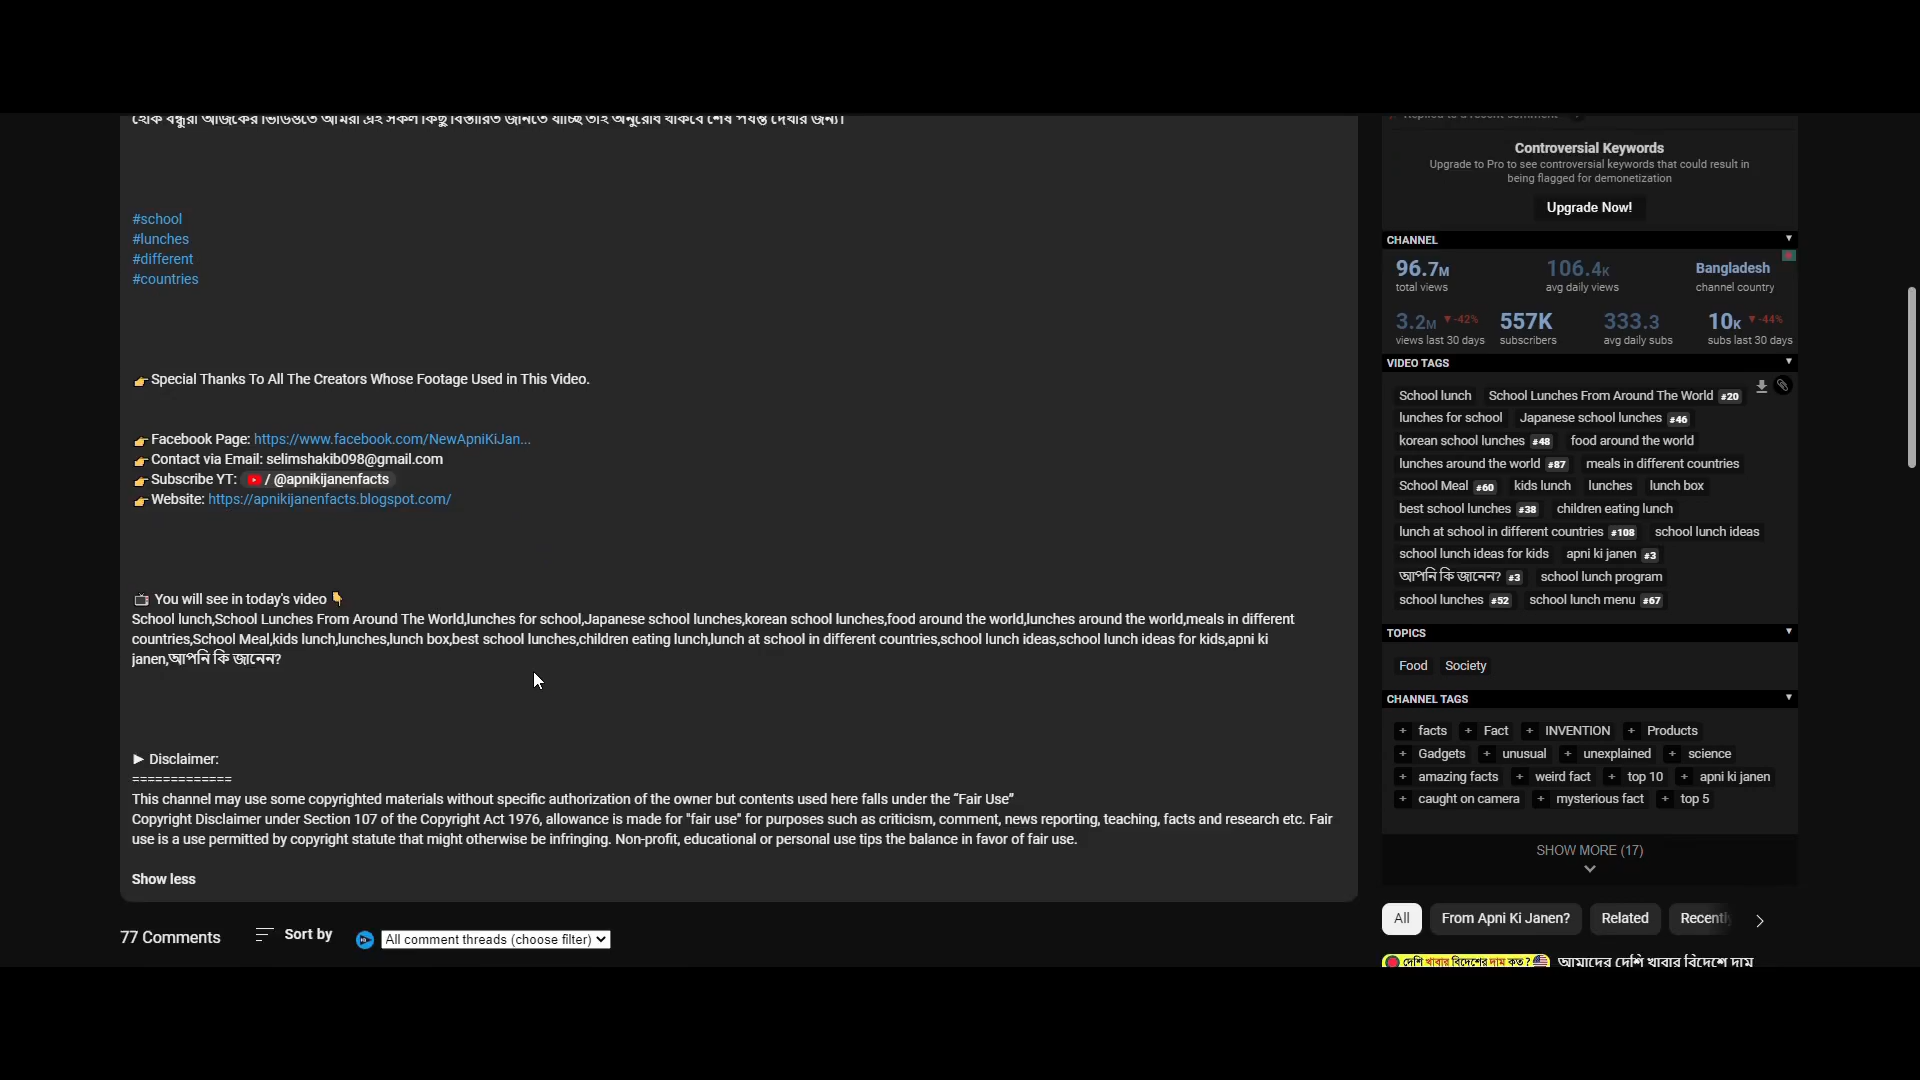 হোক বন্ধুরা আজকের ভিডিওতে আমরা এই সকল কিছু বিস্তারিত জানতে যাচ্ছি তাই অনুরোধ থাকবে শেষ পর্যন্ত দেখার জন্য।
#school
#lunches
#different
#countries
👉 Special Thanks To All The Creators Whose Footage Used in This Video.
👉 Facebook Page: https://www.facebook.com/NewApniKiJan...
👉 Contact via Email: selimshakib098@gmail.com
👉 Subscribe YT: / @apnikijanenfacts
👉 Website: https://apnikijanenfacts.blogspot.com/
📺 You will see in today's video 👇
School lunch,School Lunches From Around The World,lunches for school,Japanese school lunches,korean school lunches,food around the world,lunches around the world,meals in different
countries,School Meal,kids lunch,lunches,lunch box,best school lunches,children eating lunch,lunch at school in different countries,school lunch ideas,school lunch ideas for kids,apni ki
janen,আপনি কি জানেন?
► Disclaimer:
=============
This channel may use some copyrighted materials without specific authorization of the owner but contents used here falls under the “Fair Use”
Copyright Disclaimer under Section 107 of the Copyright Act 1976, allowance is made for "fair use" for purposes such as criticism, comment, news reporting, teaching, facts and research etc. Fair
use is a use permitted by copyright statute that might otherwise be infringing. Non-profit, educational or personal use tips the balance in favor of fair use.
Show less
77 Comments Sort by All comment threads (choose filter)
Replied to a recent comment
Controversial Keywords
Upgrade to Pro to see controversial keywords that could result in
being flagged for demonetization
Upgrade Now!
CHANNEL
96.7M 106.4K Bangladesh
total views avg daily views channel country
3.2M ▼-42% 557K 333.3 10K ▼-44%
views last 30 days subscribers avg daily subs subs last 30 days
VIDEO TAGS
School lunch School Lunches From Around The World #20
lunches for school Japanese school lunches #46
korean school lunches #48 food around the world
lunches around the world #87 meals in different countries
School Meal #60 kids lunch lunches lunch box
best school lunches #38 children eating lunch
lunch at school in different countries #108 school lunch ideas
school lunch ideas for kids apni ki janen #3
আপনি কি জানেন? #3 school lunch program
school lunches #52 school lunch menu #67
TOPICS
Food Society
CHANNEL TAGS
+ facts + Fact + INVENTION + Products
+ Gadgets + unusual + unexplained + science
+ amazing facts + weird fact + top 10 + apni ki janen
+ caught on camera + mysterious fact + top 5
SHOW MORE (17)
All From Apni Ki Janen? Related Recently
দেশি খাবার বিদেশের দাম কত? আমাদের দেশি খাবার বিদেশে দাম